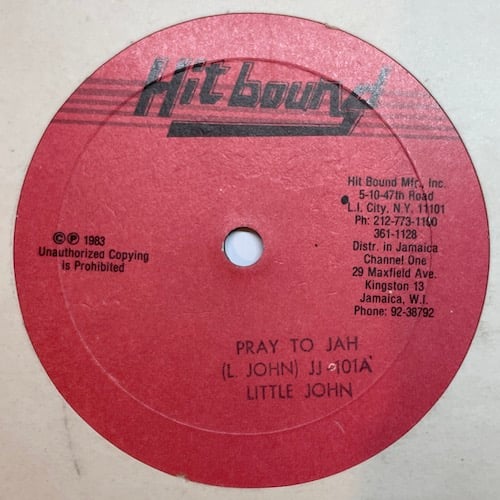 Hit bound
Hit Bound Mfr., Inc.
5-10-47th Road
L.I. City, N.Y. 11101
Ph: 212-773-1100
361-1128
Distr. in Jamaica
Channel One
29 Maxfield Ave.
Kingston 13
Jamaica, W.I.
Phone: 92-38792
© ℗ 1983
Unauthorized Copying
is Prohibited
PRAY TO JAH
(L. JOHN) JJ 101A
LITTLE JOHN